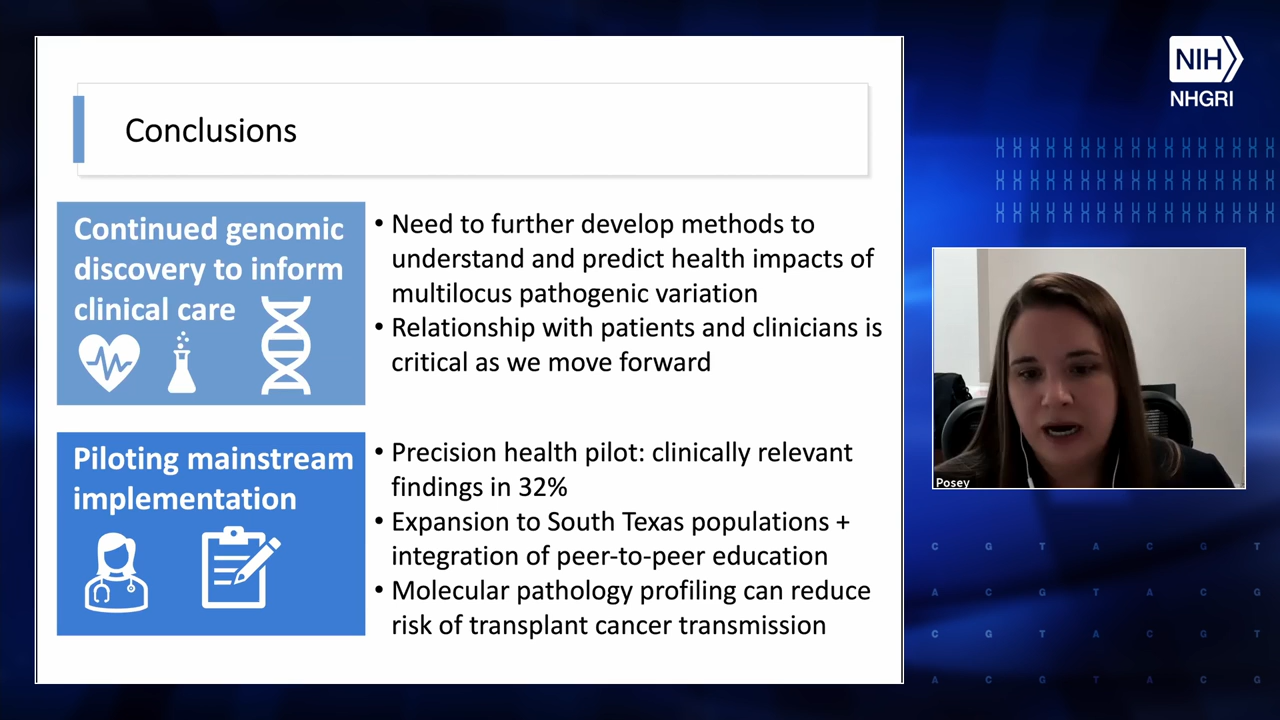 Conclusions
Continued genomic
discovery to inform
clinical care
• Need to further develop methods to
understand and predict health impacts of
multilocus pathogenic variation
• Relationship with patients and clinicians is
critical as we move forward
Piloting mainstream
implementation
• Precision health pilot: clinically relevant
findings in 32%
• Expansion to South Texas populations +
integration of peer-to-peer education
• Molecular pathology profiling can reduce
risk of transplant cancer transmission
NIH
NHGRI
Posey
C G T A C G T
A C G T A C G
C G T A C G T
A C G T A C G